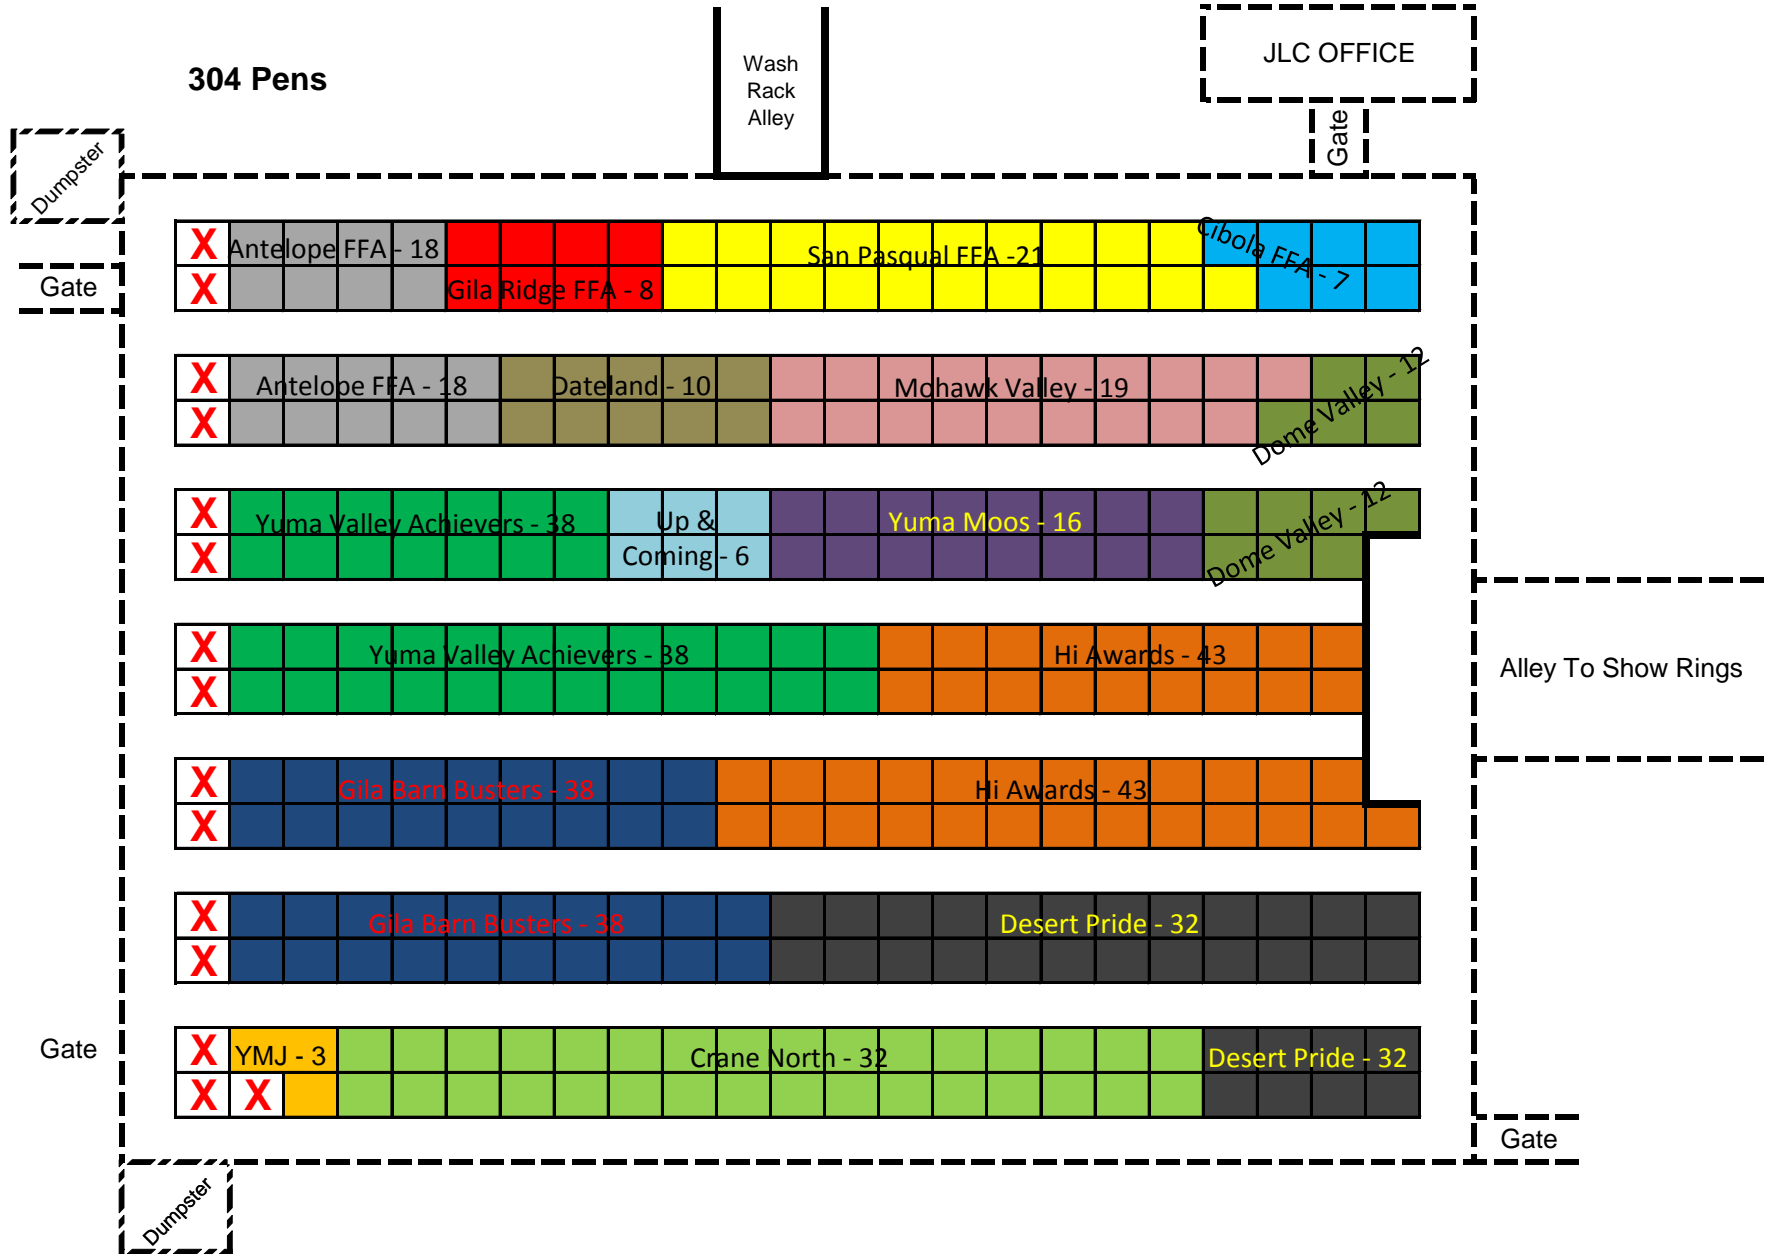 304 Pens
Wash
Rack
Alley
JLC OFFICE
Gate
Dumpster
Gate
X
Antelope FFA - 18
San Pasqual FFA -21
Cibola FFA - 7
X
Gila Ridge FFA - 8
X
Antelope FFA - 18
Dateland - 10
Mohawk Valley - 19
Dome Valley - 12
X
X
Yuma Valley Achievers - 38
Up &
Coming - 6
Yuma Moos - 16
Dome Valley - 12
X
X
Yuma Valley Achievers - 38
Hi Awards - 43
X
Alley To Show Rings
X
Gila Barn Busters - 38
Hi Awards - 43
X
X
Gila Barn Busters - 38
Desert Pride - 32
X
Gate
X
YMJ - 3
Crane North - 32
Desert Pride - 32
X X
Gate
Dumpster